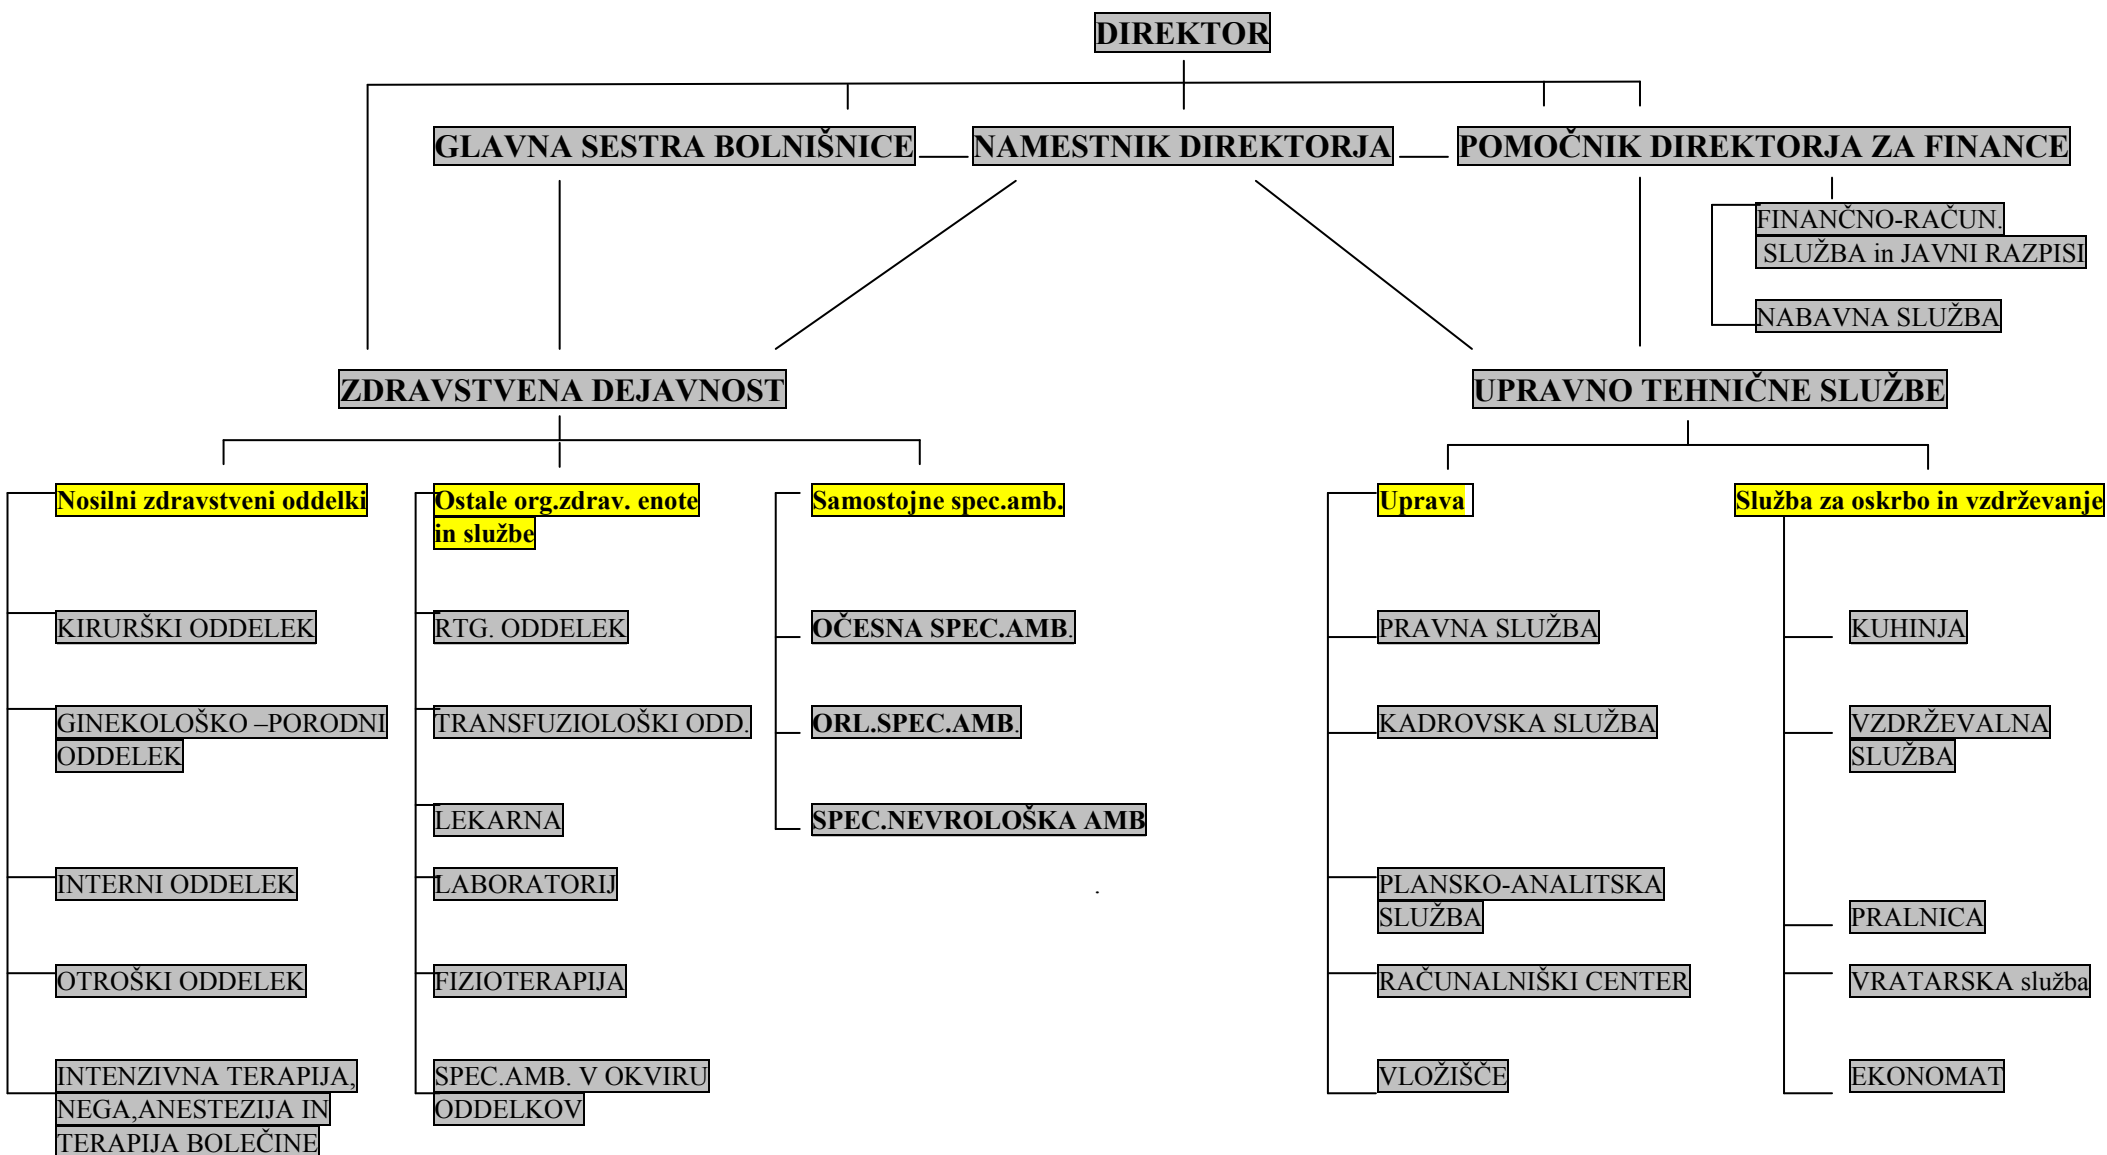 DIREKTOR
GLAVNA SESTRA BOLNIŠNICE
NAMESTNIK DIREKTORJA
POMOČNIK DIREKTORJA ZA FINANCE
FINANČNO-RAČUN.
SLUŽBA in JAVNI RAZPISI
NABAVNA SLUŽBA
ZDRAVSTVENA DEJAVNOST
UPRAVNO TEHNIČNE SLUŽBE
Nosilni zdravstveni oddelki
KIRURŠKI ODDELEK
GINEKOLOŠKO –PORODNI
ODDELEK
INTERNI ODDELEK
OTROŠKI ODDELEK
INTENZIVNA TERAPIJA,
NEGA,ANESTEZIJA IN
TERAPIJA BOLEČINE
Ostale org.zdrav. enote
in službe
RTG. ODDELEK
TRANSFUZIOLOŠKI ODD.
LEKARNA
LABORATORIJ
FIZIOTERAPIJA
SPEC.AMB. V OKVIRU
ODDELKOV
Samostojne spec.amb.
OČESNA SPEC.AMB.
ORL.SPEC.AMB.
SPEC.NEVROLOŠKA AMB
.
Uprava
PRAVNA SLUŽBA
KADROVSKA SLUŽBA
PLANSKO-ANALITSKA
SLUŽBA
RAČUNALNIŠKI CENTER
VLOŽIŠČE
Služba za oskrbo in vzdrževanje
KUHINJA
VZDRŽEVALNA
SLUŽBA
PRALNICA
VRATARSKA služba
EKONOMAT